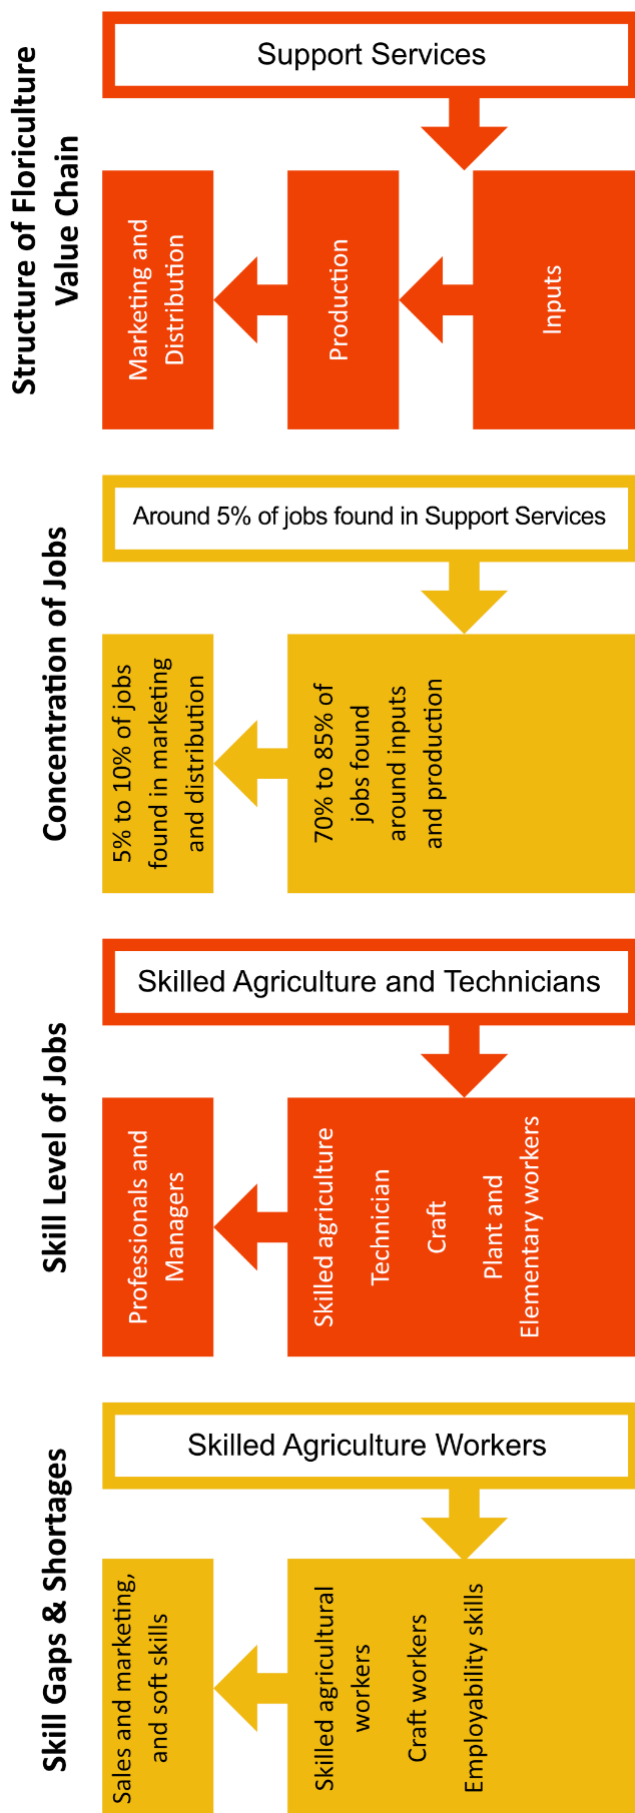 Structure of Floriculture
Value Chain
Support Services
Marketing and
Distribution
Production
Inputs
Concentration of Jobs
Around 5% of jobs found in Support Services
5% to 10% of jobs
found in marketing
and distribution
70% to 85% of
jobs found
around inputs
and production
Skill Level of Jobs
Skilled Agriculture and Technicians
Professionals and
Managers
Skilled agriculture
Technician
Craft
Plant and
Elementary workers
Skill Gaps & Shortages
Skilled Agriculture Workers
Sales and marketing,
and soft skills
Skilled agricultural
workers
Craft workers
Employability skills